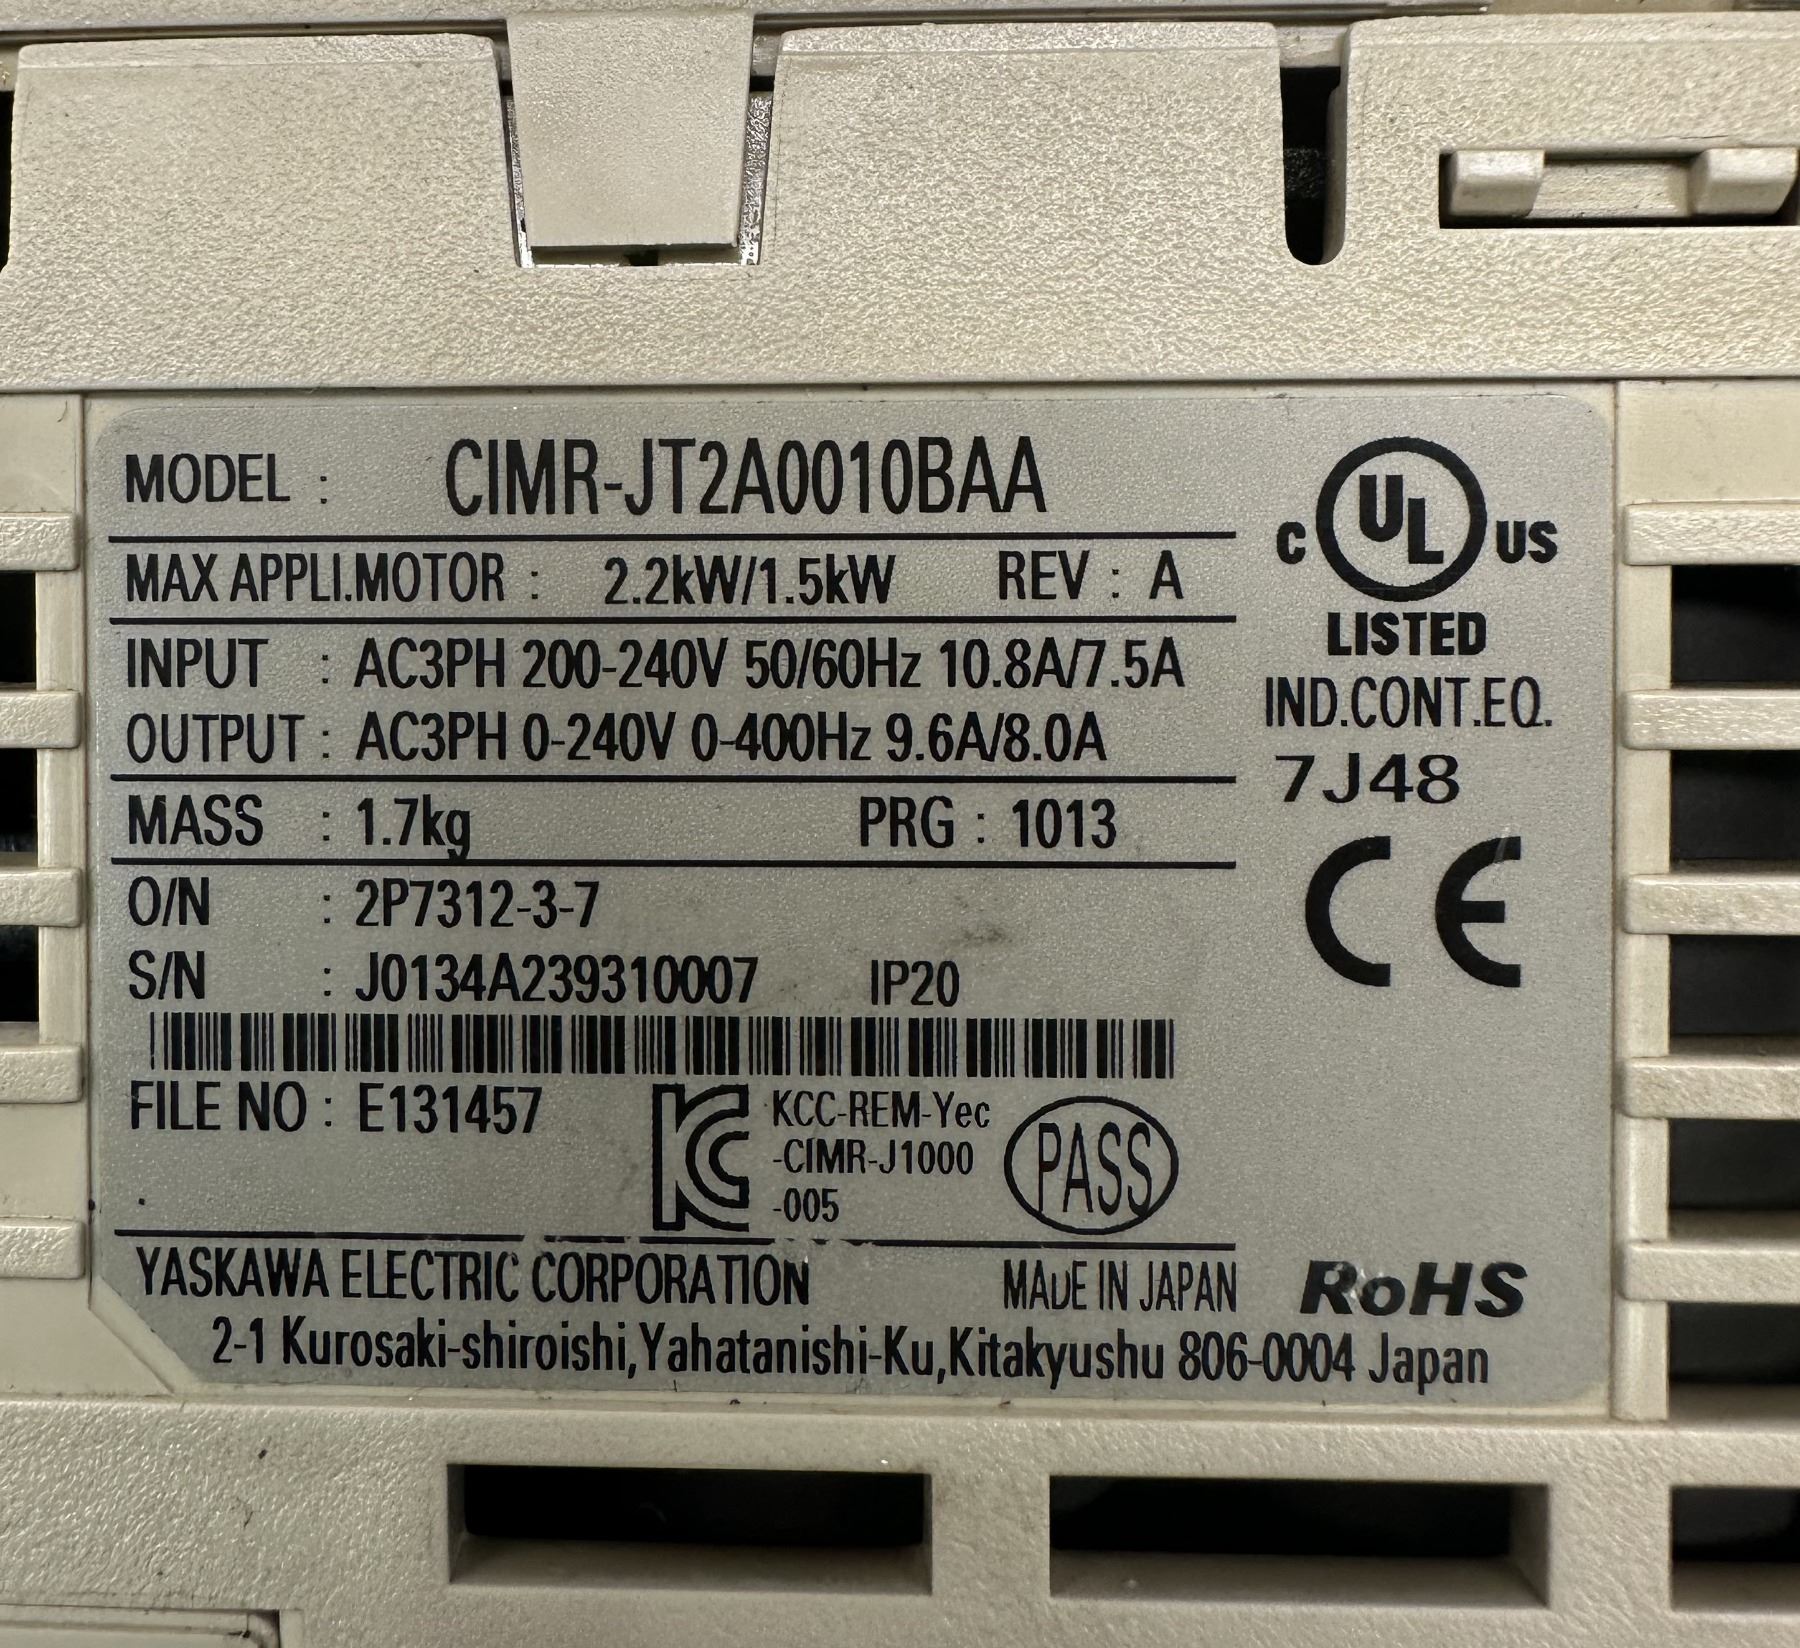 MODEL : CIMR-JT2A0010BAA
MAX APPLI.MOTOR : 2.2kW/1.5kW REV : A
INPUT : AC3PH 200-240V 50/60Hz 10.8A/7.5A
OUTPUT : AC3PH 0-240V 0-400Hz 9.6A/8.0A
MASS : 1.7kg PRG : 1013
O/N : 2P7312-3-7
S/N : J0134A239310007 IP20
FILE NO : E131457
KC
KCC-REM-Yec
-CIMR-J1000
-005
PASS
C UL US
LISTED
IND.CONT.EQ.
7J48
CE
YASKAWA ELECTRIC CORPORATION MADE IN JAPAN RoHS
2-1 Kurosaki-shiroishi,Yahatanishi-Ku,Kitakyushu 806-0004 Japan